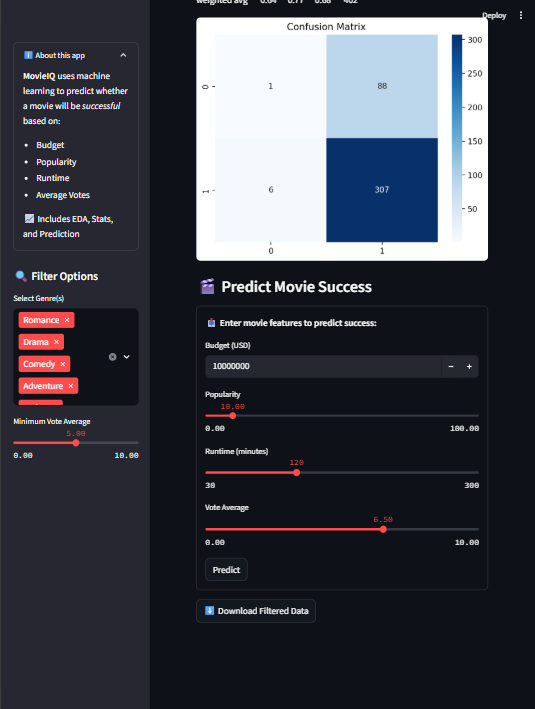 weighted avg 0.64 0.77 0.68 402
Deploy
About this app
MovieIQ uses machine
learning to predict whether
a movie will be successful
based on:
Budget
Popularity
Runtime
Average Votes
Includes EDA, Stats,
and Prediction
Filter Options
Select Genre(s)
Romance ×
Drama ×
Comedy ×
Adventure ×
Minimum Vote Average
5.00
0.00 10.00
Confusion Matrix
0 1 88
1 6 307
0 1
300
250
200
150
100
50
Predict Movie Success
Enter movie features to predict success:
Budget (USD)
10000000 − +
Popularity
10.00
0.00 100.00
Runtime (minutes)
120
30 300
Vote Average
6.50
0.00 10.00
Predict
Download Filtered Data